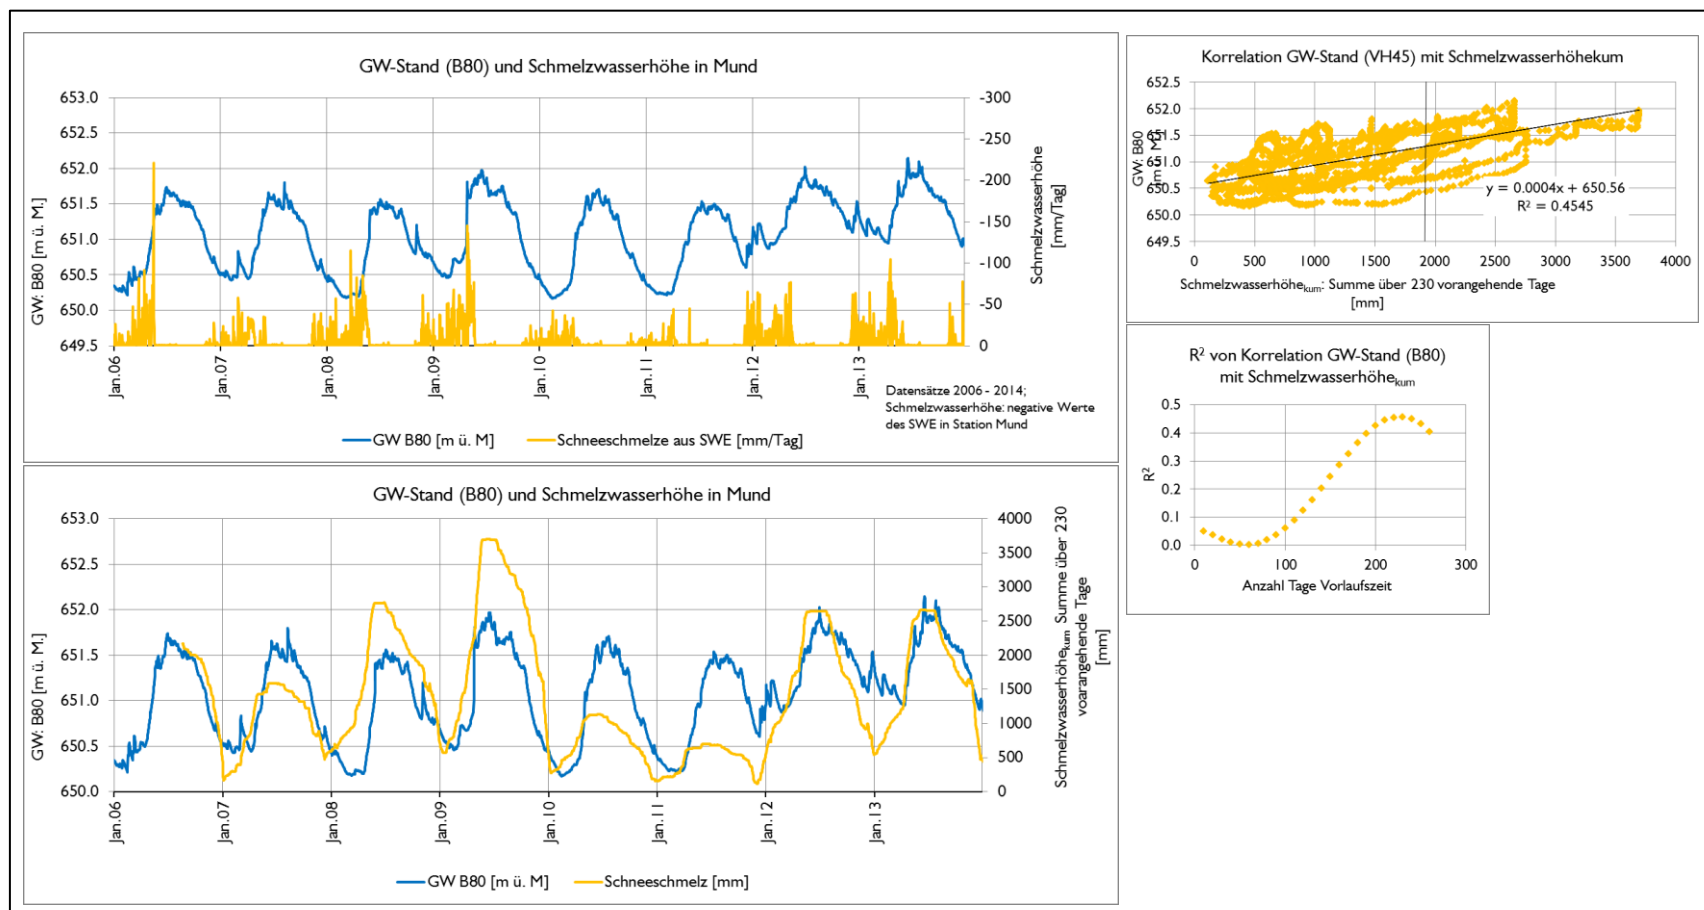 GW-Stand (B80) und Schmelzwasserhöhe in Mund
653.0
652.5
652.0
651.5
651.0
650.5
650.0
649.5
GW: B80 [m ü. M.]
-300
-250
-200
-150
-100
-50
0
Schmelzwasserhöhe
[mm/Tag]
Jan.06
Jan.07
Jan.08
Jan.09
Jan.10
Jan.11
Jan.12
Jan.13
Datensätze 2006 - 2014;
Schmelzwasserhöhe: negative Werte
des SWE in Station Mund
GW B80 [m ü. M]
Schneeschmelze aus SWE [mm/Tag]
GW-Stand (B80) und Schmelzwasserhöhe in Mund
653.0
652.5
652.0
651.5
651.0
650.5
650.0
GW: B80 [m ü. M.]
4000
3500
3000
2500
2000
1500
1000
500
0
Schmelzwasserhöhekum Summe über 230
voarangehende Tage
[mm]
Jan.06
Jan.07
Jan.08
Jan.09
Jan.10
Jan.11
Jan.12
Jan.13
GW B80 [m ü. M]
Schneeschmelz [mm]
Korrelation GW-Stand (VH45) mit Schmelzwasserhöhekum
652.5
652.0
651.5
651.0
650.5
650.0
649.5
GW: B80
y = 0.0004x + 650.56
R² = 0.4545
0 500 1000 1500 2000 2500 3000 3500 4000
Schmelzwasserhöhekum: Summe über 230 vorangehende Tage
[mm]
R² von Korrelation GW-Stand (B80)
mit Schmelzwasserhöhekum
0.5
0.4
0.3
0.2
0.1
0.0
R²
0 100 200 300
Anzahl Tage Vorlaufszeit